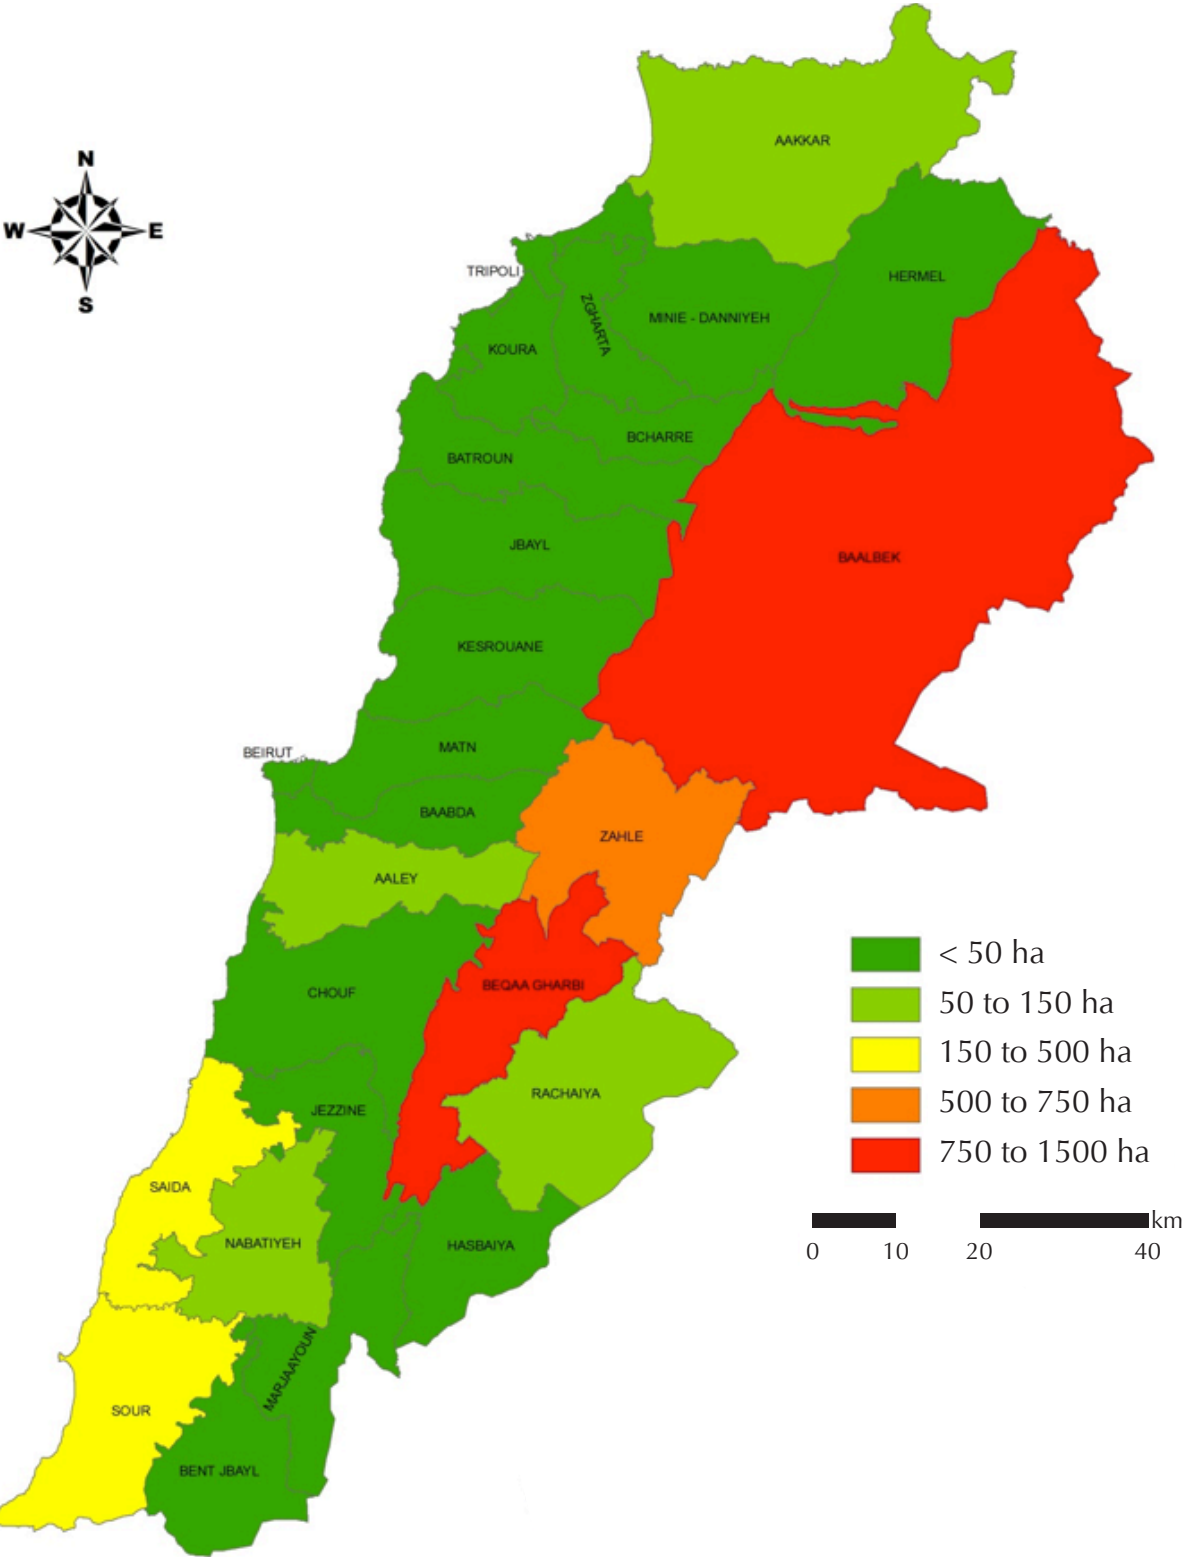 AAKKAR
N
W E
S
TRIPOLI
HERMEL
ZGHARTA
MINIE - DANNIYEH
KOURA
BCHARRE
BATROUN
JBAYL
BAALBEK
KESROUANE
MATN
BEIRUT
BAABDA
ZAHLE
AALEY
CHOUF
BEQAA GHARBI
RACHAIYA
JEZZINE
SAIDA
NABATIYEH
HASBAIYA
MARJAAYOUN
SOUR
BENT JBAYL
< 50 ha
50 to 150 ha
150 to 500 ha
500 to 750 ha
750 to 1500 ha
km
0 10 20 40